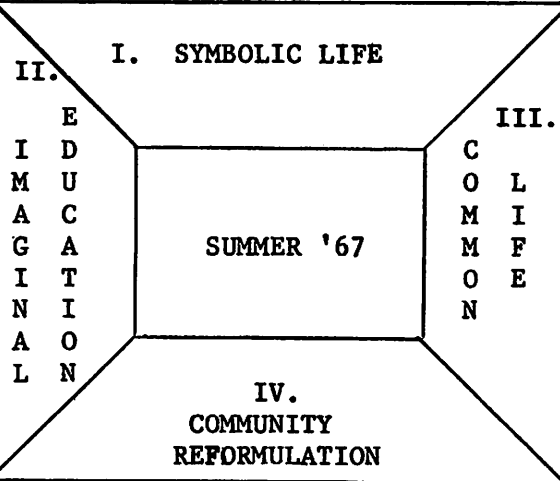 I. SYMBOLIC LIFE
II.
IMAGINAL
EDUCATION
SUMMER '67
III.
COMMON
LIFE
IV.
COMMUNITY
REFORMULATION